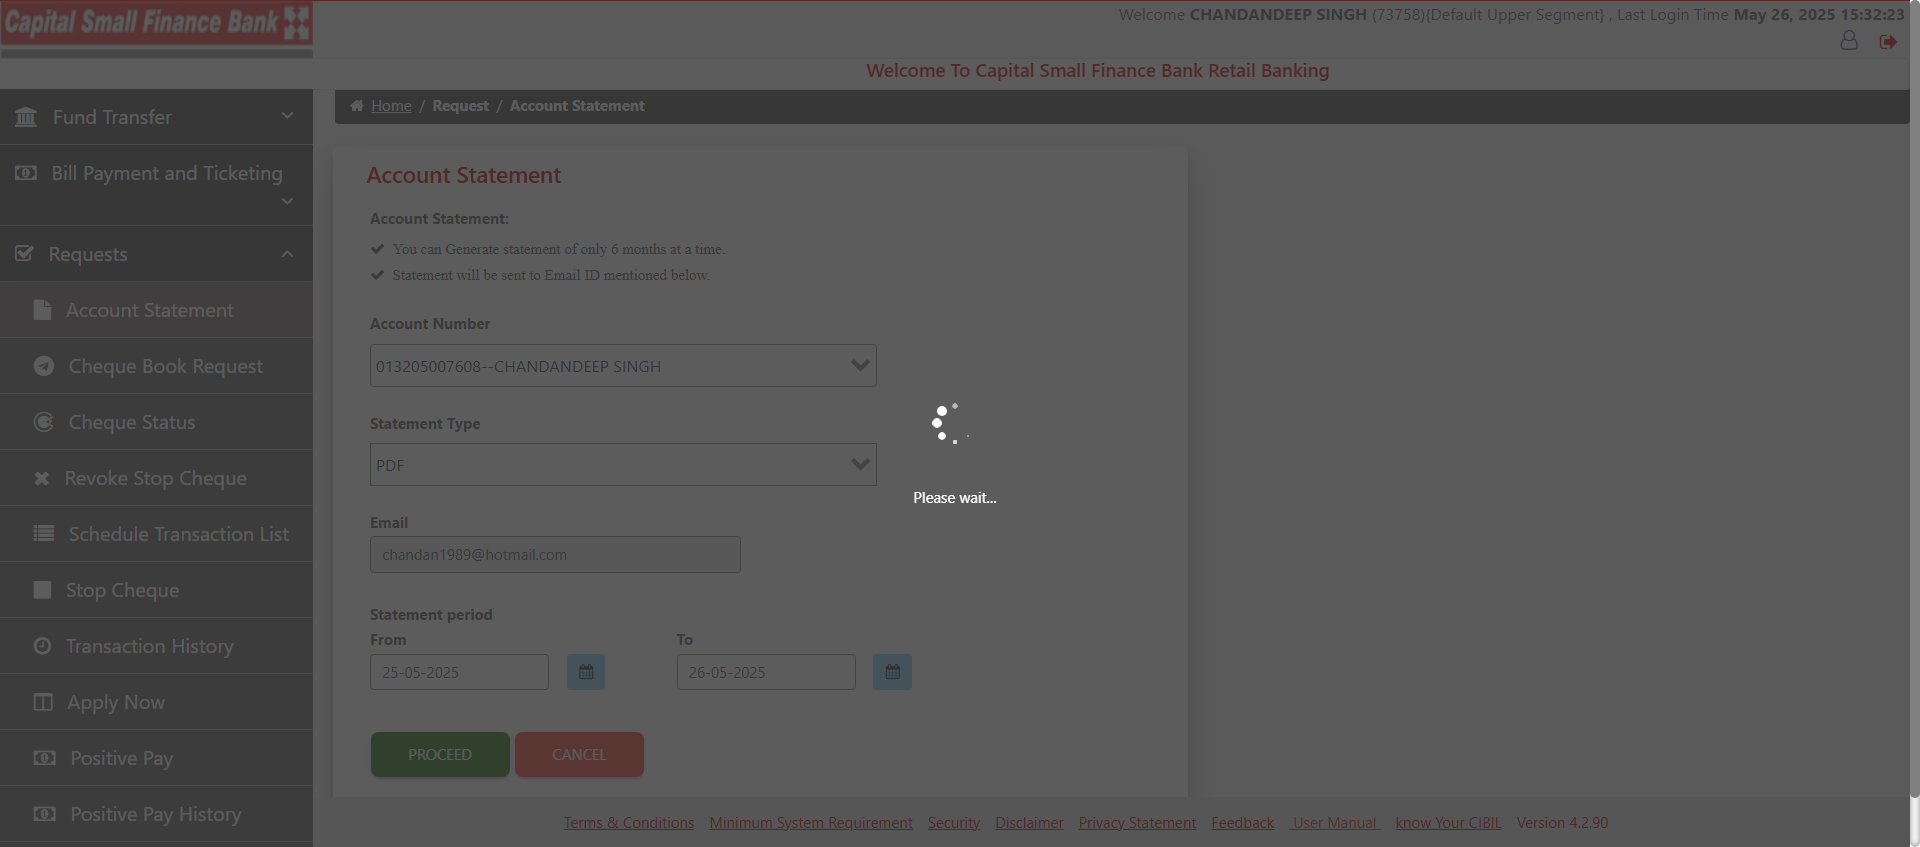 Capital Small Finance Bank
Welcome CHANDANDEEP SINGH (73758){Default Upper Segment} , Last Login Time May 26, 2025 15:32:23
Welcome To Capital Small Finance Bank Retail Banking
Fund Transfer
Bill Payment and Ticketing
Requests
Account Statement
Cheque Book Request
Cheque Status
Revoke Stop Cheque
Schedule Transaction List
Stop Cheque
Transaction History
Apply Now
Positive Pay
Positive Pay History
Home / Request / Account Statement
Account Statement
Account Statement:
You can Generate statement of only 6 months at a time.
Statement will be sent to Email ID mentioned below.
Account Number
013205007608--CHANDANDEEP SINGH
Statement Type
PDF
Email
chandan1989@hotmail.com
Statement period
From To
25-05-2025 26-05-2025
PROCEED CANCEL
Please wait...
Terms & Conditions Minimum System Requirement Security Disclaimer Privacy Statement Feedback User Manual know Your CIBIL Version 4.2.90